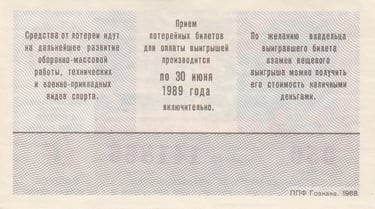 Средства от лотереи идут
на дальнейшее развитие
оборонно-массовой
работы, технических
и военно-прикладных
видов спорта.
Прием
лотерейных билетов
для оплаты выигрышей
производится
по 30 июня
1989 года
включительно.
По желанию владельца
выигравшего билета
взамен вещевого
выигрыша можно получить
его стоимость наличными
деньгами.
ППФ Гознака. 1988.